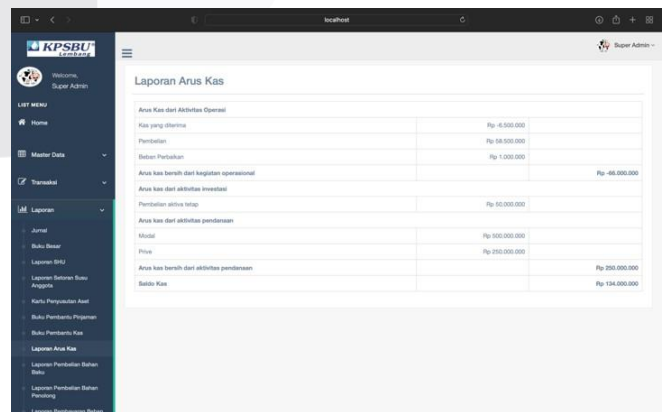 localhost
KPSBU
Lembang
Super Admin
Welcome,
Super Admin
LIST MENU
Home
Master Data
Transaksi
Laporan
Jurnal
Buku Besar
Laporan SHU
Laporan Setoran Susu
Anggota
Kartu Penyusutan Aset
Buku Pembantu Pinjaman
Buku Pembantu Kas
Laporan Arus Kas
Laporan Pembelian Bahan
Baku
Laporan Pembelian Bahan
Penolong
Laporan Pembayaran Bahan
Laporan Arus Kas
Arus Kas dari Aktivitas Operasi
Kas yang diterima Rp -6.500.000
Pembelian Rp 58.500.000
Beban Perbaikan Rp 1.000.000
Arus kas bersih dari kegiatan operasional Rp -66.000.000
Arus kas dari aktivitas investasi
Pembelian aktiva tetap Rp 50.000.000
Arus kas dari aktivitas pendanaan
Modal Rp 500.000.000
Prive Rp 250.000.000
Arus kas bersih dari aktivitas pendanaan Rp 250.000.000
Saldo Kas Rp 134.000.000